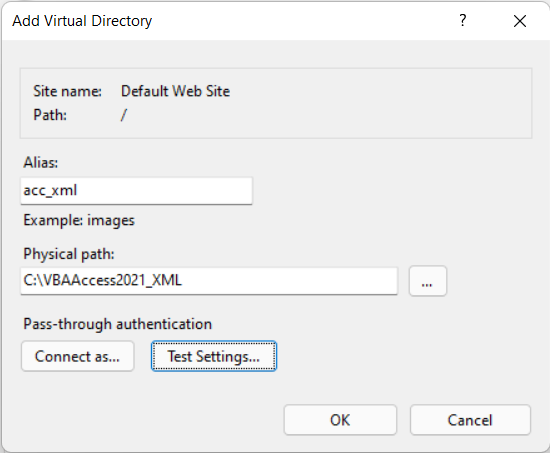 Add Virtual Directory
?
Site name: Default Web Site
Path: /
Alias:
acc_xml
Example: images
Physical path:
C:\VBAAccess2021_XML
...
Pass-through authentication
Connect as... Test Settings...
OK Cancel